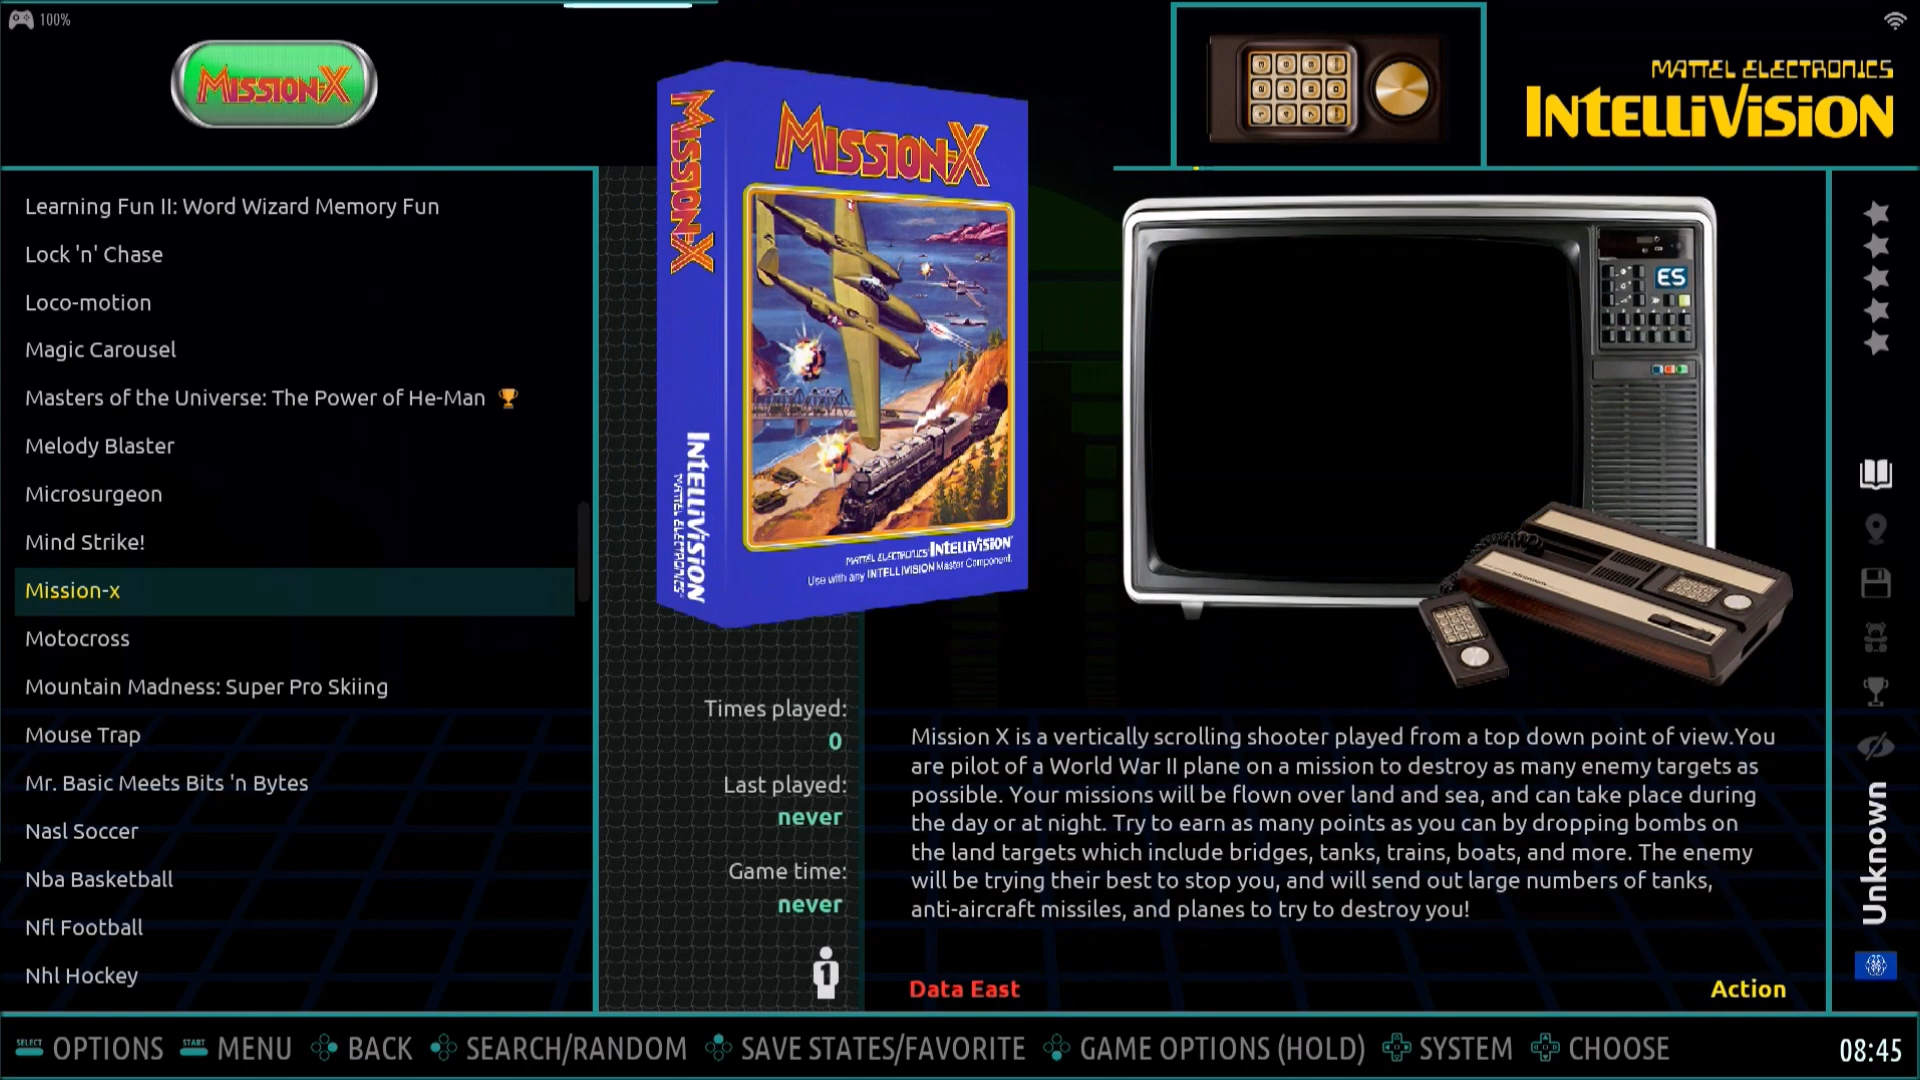 100%
MISSION-X
MATTEL ELECTRONICS
INTELLIVISION
Learning Fun II: Word Wizard Memory Fun
Lock 'n' Chase
Loco-motion
Magic Carousel
Masters of the Universe: The Power of He-Man
Melody Blaster
Microsurgeon
Mind Strike!
Mission-x
Motocross
Mountain Madness: Super Pro Skiing
Mouse Trap
Mr. Basic Meets Bits 'n Bytes
Nasl Soccer
Nba Basketball
Nfl Football
Nhl Hockey
MISSION-X
INTELLIVISION
MATTEL ELECTRONICS
MISSION-X
MATTEL ELECTRONICS INTELLIVISION
Use with any INTELLIVISION Master Component.
ES
Times played:
0
Last played:
never
Game time:
never
1
Mission X is a vertically scrolling shooter played from a top down point of view.You
are pilot of a World War II plane on a mission to destroy as many enemy targets as
possible. Your missions will be flown over land and sea, and can take place during
the day or at night. Try to earn as many points as you can by dropping bombs on
the land targets which include bridges, tanks, trains, boats, and more. The enemy
will be trying their best to stop you, and will send out large numbers of tanks,
anti-aircraft missiles, and planes to try to destroy you!
Data East
Action
Unknown
SELECT OPTIONS START MENU BACK SEARCH/RANDOM SAVE STATES/FAVORITE GAME OPTIONS (HOLD) SYSTEM CHOOSE 08:45